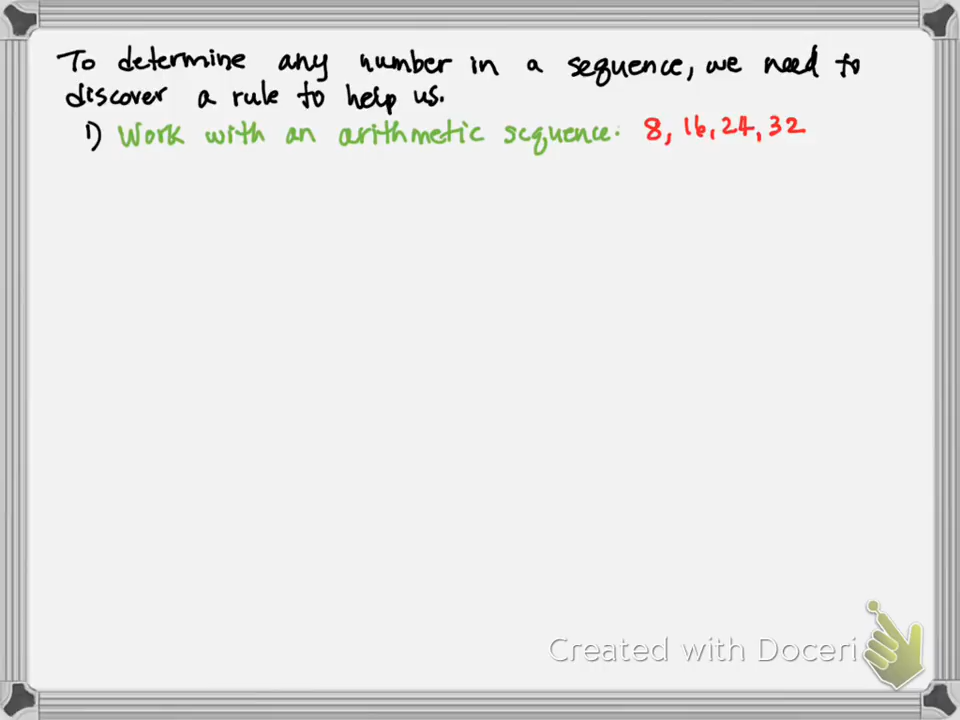 To determine any number in a sequence, we need to
discover a rule to help us.
1) Work with an arithmetic sequence: 8, 16, 24, 32
Created with Doceri